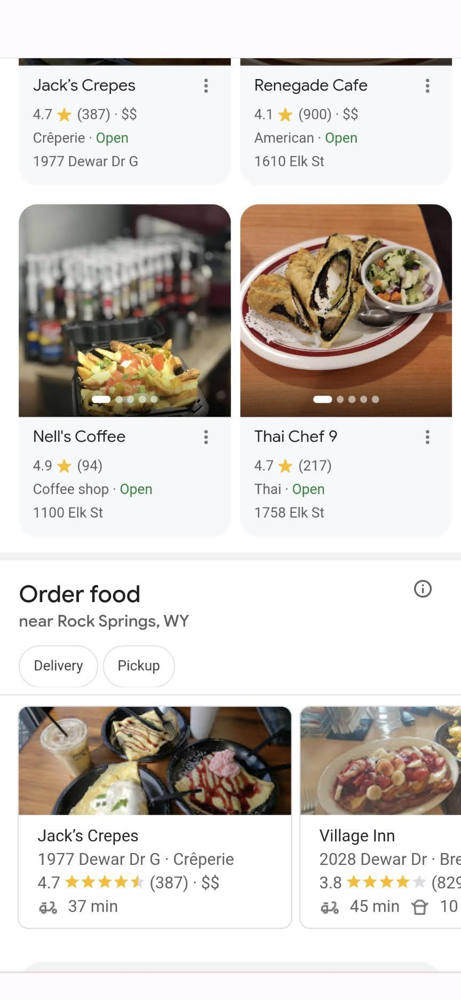 Jack's Crepes
4.7 ★ (387) · $$
Crêperie · Open
1977 Dewar Dr G
Renegade Cafe
4.1 ★ (900) · $$
American · Open
1610 Elk St
Nell's Coffee
4.9 ★ (94)
Coffee shop · Open
1100 Elk St
Thai Chef 9
4.7 ★ (217)
Thai · Open
1758 Elk St
Order food
near Rock Springs, WY
Delivery
Pickup
Jack's Crepes
1977 Dewar Dr G · Crêperie
4.7 ★★★★★ (387) · $$
37 min
Village Inn
2028 Dewar Dr · Bre
3.8 ★★★★★ (829
45 min 10